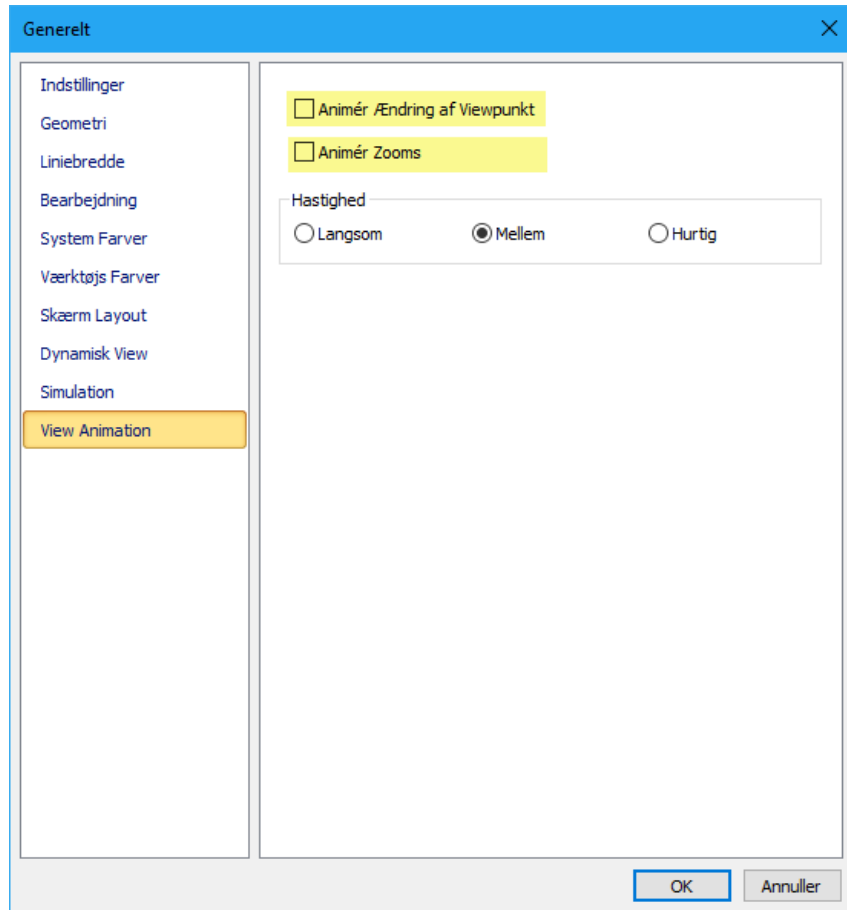 Generelt
Indstillinger
Geometri
Liniebredde
Bearbejdning
System Farver
Værktøjs Farver
Skærm Layout
Dynamisk View
Simulation
View Animation
Animér Ændring af Viewpunkt
Animér Zooms
Hastighed
Langsom Mellem Hurtig
OK Annuller